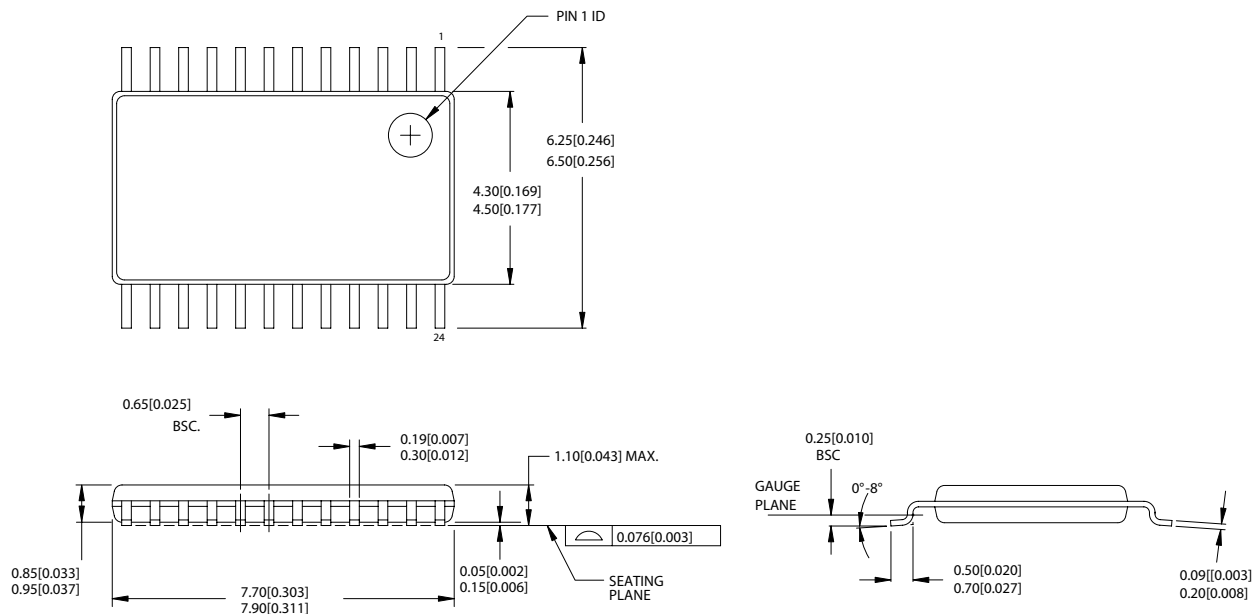 PIN 1 ID
1
6.25[0.246]
6.50[0.256]
4.30[0.169]
4.50[0.177]
24
0.65[0.025]
BSC.
0.19[0.007]
0.30[0.012]
1.10[0.043] MAX.
0.25[0.010]
BSC
GAUGE
PLANE
0°-8°
0.076[0.003]
0.85[0.033]
0.95[0.037]
7.70[0.303]
7.90[0.311]
0.05[0.002]
0.15[0.006]
SEATING
PLANE
0.50[0.020]
0.70[0.027]
0.09[[0.003]
0.20[0.008]